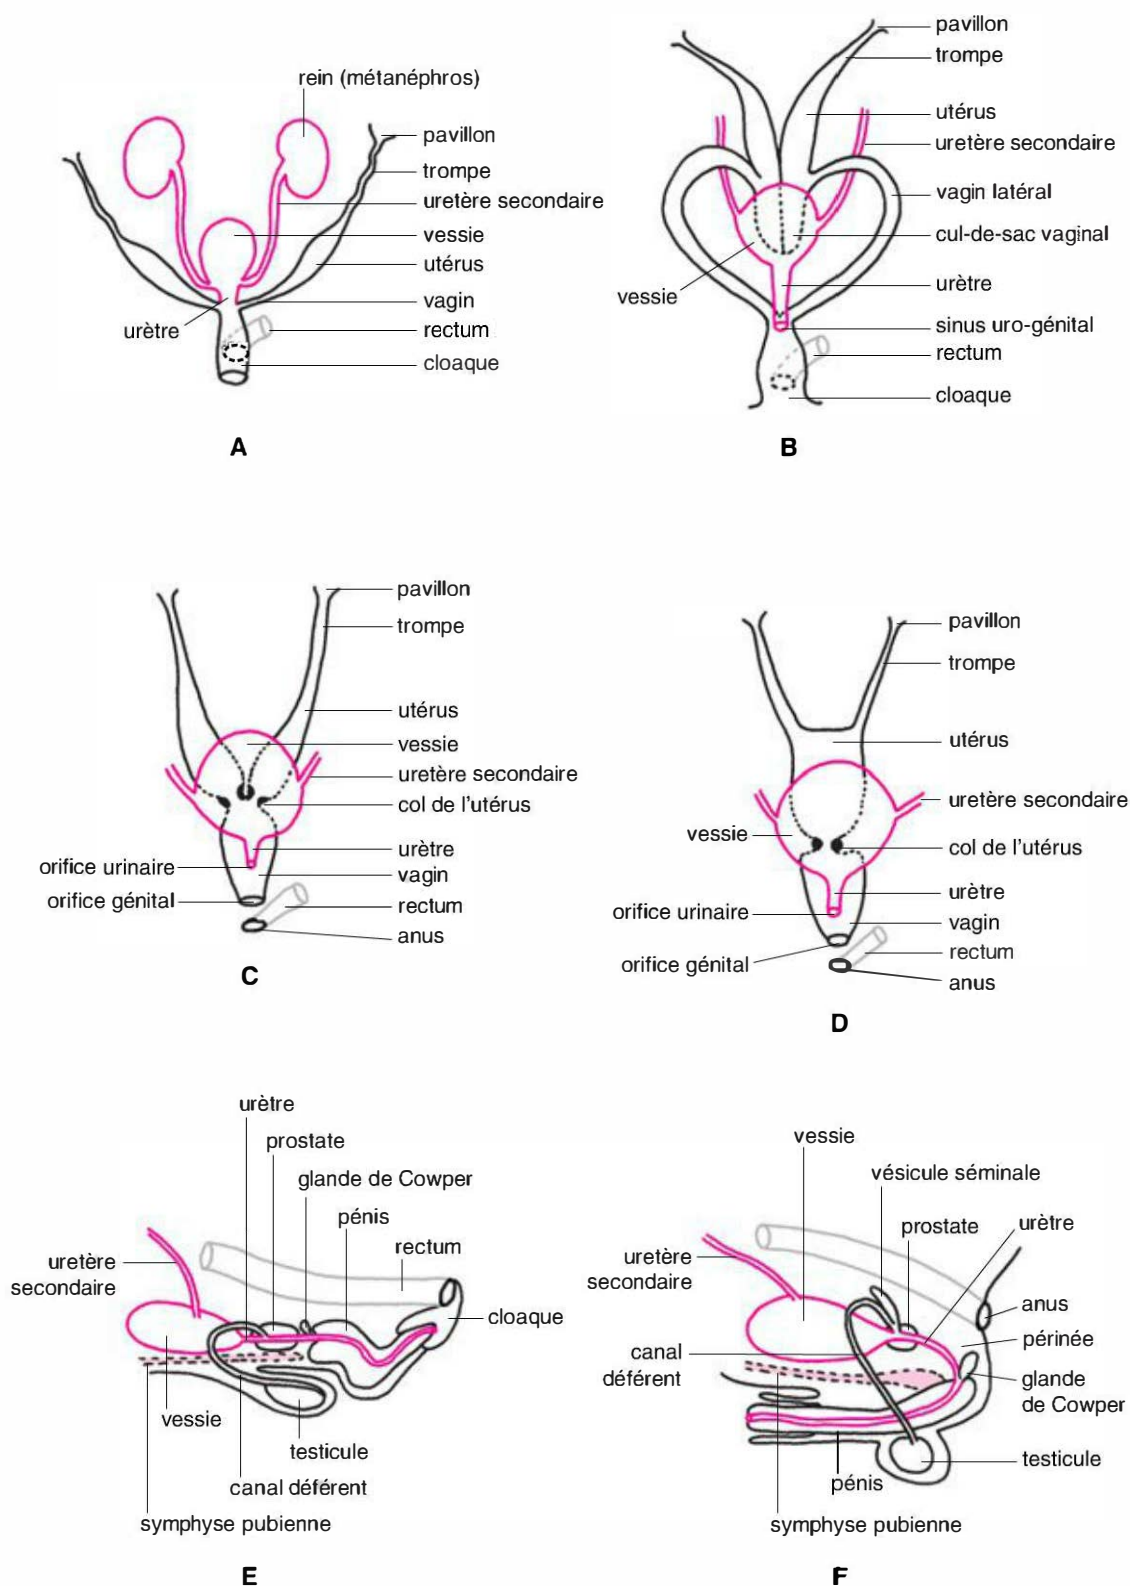 rein (métanéphros)
pavillon
trompe
uretère secondaire
vessie
utérus
vagin
urètre
rectum
cloaque
A
pavillon
trompe
utérus
uretère secondaire
vagin latéral
cul-de-sac vaginal
urètre
vessie
sinus uro-génital
rectum
cloaque
B
pavillon
trompe
utérus
vessie
uretère secondaire
col de l'utérus
urètre
orifice urinaire
vagin
orifice génital
rectum
anus
C
pavillon
trompe
utérus
uretère secondaire
vessie
col de l'utérus
urètre
orifice urinaire
vagin
rectum
orifice génital
anus
D
urètre
prostate
glande de Cowper
pénis
rectum
uretère
secondaire
cloaque
vessie
testicule
canal déférent
symphyse pubienne
E
vessie
vésicule séminale
prostate
urètre
uretère
secondaire
anus
périnée
canal
déférent
glande
de Cowper
testicule
pénis
symphyse pubienne
F